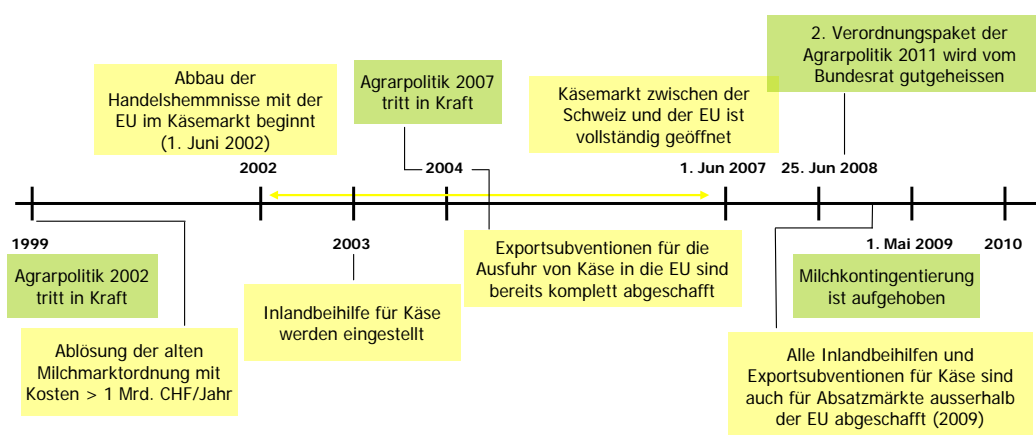 2. Verordnungspaket der
Agrarpolitik 2011 wird vom
Bundesrat gutgeheissen
Abbau der
Handelshemmnisse mit der
EU im Käsemarkt beginnt
(1. Juni 2002)
Agrarpolitik 2007
tritt in Kraft
Käsemarkt zwischen der
Schweiz und der EU ist
vollständig geöffnet
2002
2004
1. Jun 2007
25. Jun 2008
1999
2003
1. Mai 2009
2010
Agrarpolitik 2002
tritt in Kraft
Exportsubventionen für die
Ausfuhr von Käse in die EU sind
bereits komplett abgeschafft
Milchkontingentierung
ist aufgehoben
Inlandbeihilfe für Käse
werden eingestellt
Ablösung der alten
Milchmarktordnung mit
Kosten > 1 Mrd. CHF/Jahr
Alle Inlandbeihilfen und
Exportsubventionen für Käse sind
auch für Absatzmärkte ausserhalb
der EU abgeschafft (2009)